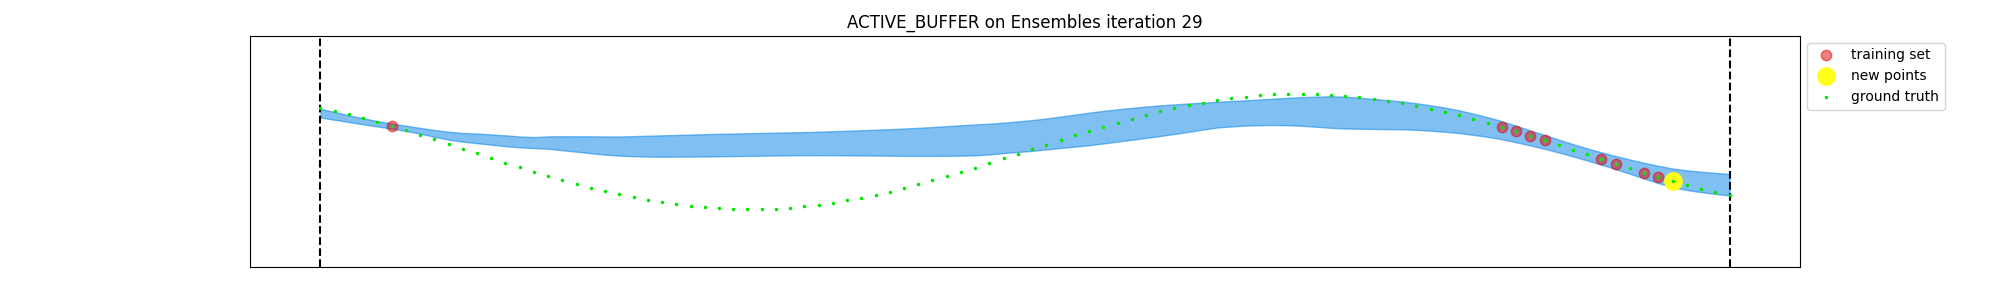 ACTIVE_BUFFER on Ensembles iteration 29
training set
new points
ground truth